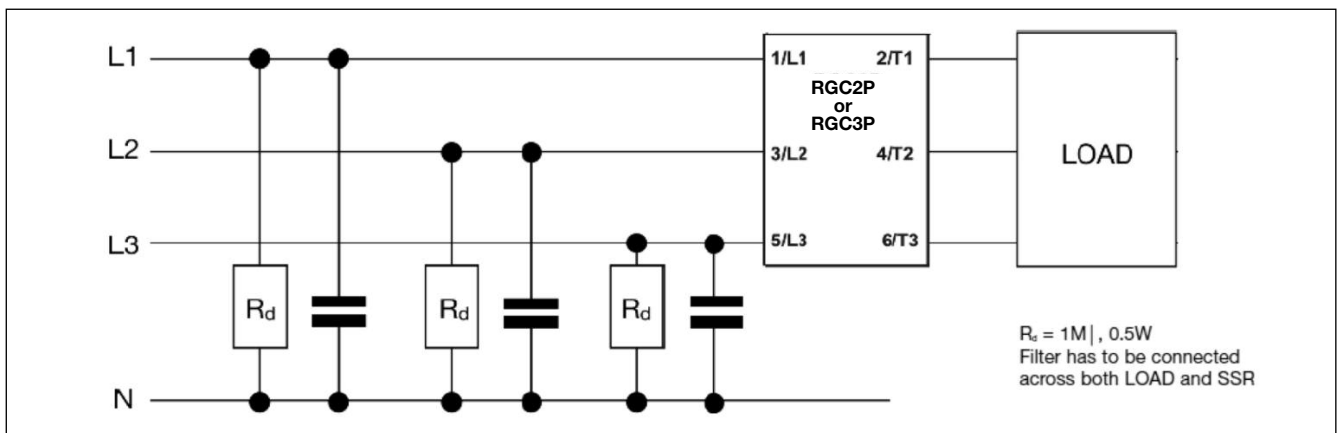 L1
1/L1 2/T1
RGC2P
or
RGC3P
L2
3/L2 4/T2
LOAD
L3
5/L3 6/T3
Rd Rd Rd
N
Rd = 1M|, 0.5W
Filter has to be connected
across both LOAD and SSR